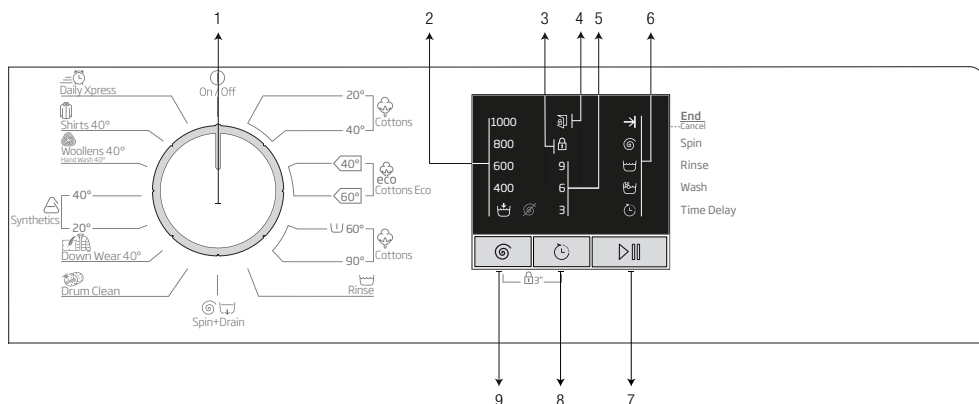 1 2 3 4 5 6
On / Off
Daily Xpress
Shirts 40°
Woollens 40°
Hand Wash 40°
Synthetics
40°
20°
Down Wear 40°
Drum Clean
Spin+Drain
Rinse
20°
40°
Cottons
40°
60°
eco
Cottons Eco
60°
90°
Cottons
1000
800
600
400
9
6
3
End
Cancel
Spin
Rinse
Wash
Time Delay
3"
9 8 7